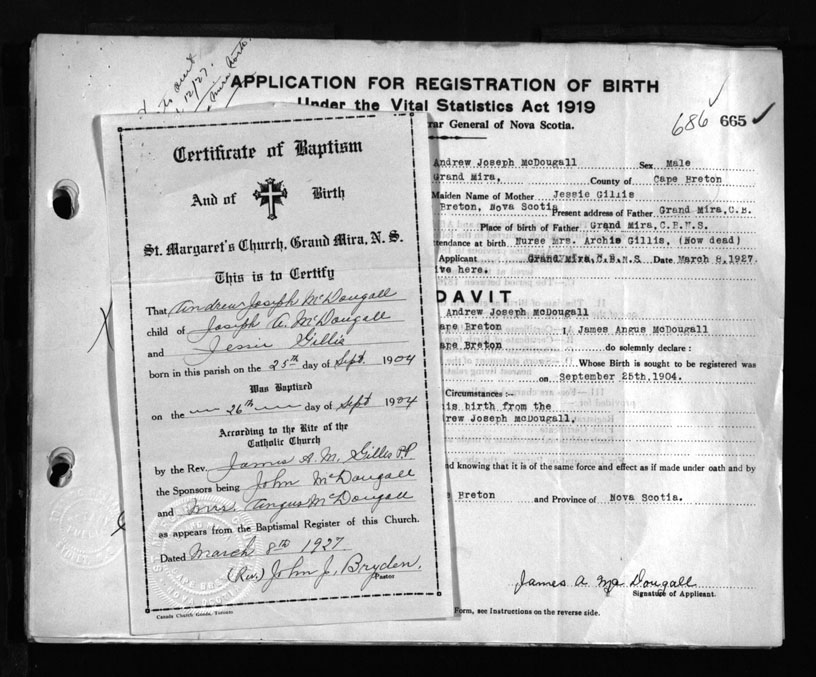 12/27.
APPLICATION FOR REGISTRATION OF BIRTH
Under the Vital Statistics Act 1919
General of Nova Scotia.
686 665
Andrew Joseph McDougall Sex Male
Grand Mira, County of Cape Breton
Maiden Name of Mother Jessie Gillis
Breton, Nova Scotia Present address of Father Grand Mira, C.B.
Place of birth of Father Grand Mira, C.B.N.S.
at birth Nurse Mrs. Archie Gillis, (Now dead)
Applicant Grand Mira, C.B.N.S. Date March 8, 1927.
here.
Andrew Joseph McDougall
Breton I, James Angus McDougall
Breton do solemnly declare :
Whose Birth is sought to be registered was
on September 25th, 1904.
Circumstances :-
birth from the
Joseph McDougall.
and knowing that it is of the same force and effect as if made under oath and by
Breton and Province of Nova Scotia.
James A McDougall
Signature of Applicant.
Form, see Instructions on the reverse side.
Certificate of Baptism
And of Birth
St. Margaret's Church, Grand Mira, N. S.
This is to Certify
That Andrew Joseph McDougall
child of Joseph A. McDougall
and Jessie Gillis
born in this parish on the 25th day of Sept. 1904
Was Baptized
on the 26th day of Sept 1904
According to the Rite of the
Catholic Church
by the Rev. James A. M. Gillis P.P.
the Sponsors being John McDougall
and Mrs. Angus McDougall
as appears from the Baptismal Register of this Church.
Dated March 8th 1927.
(Rev.) John J. Bryden.
Pastor
Canada Church Goods, Toronto